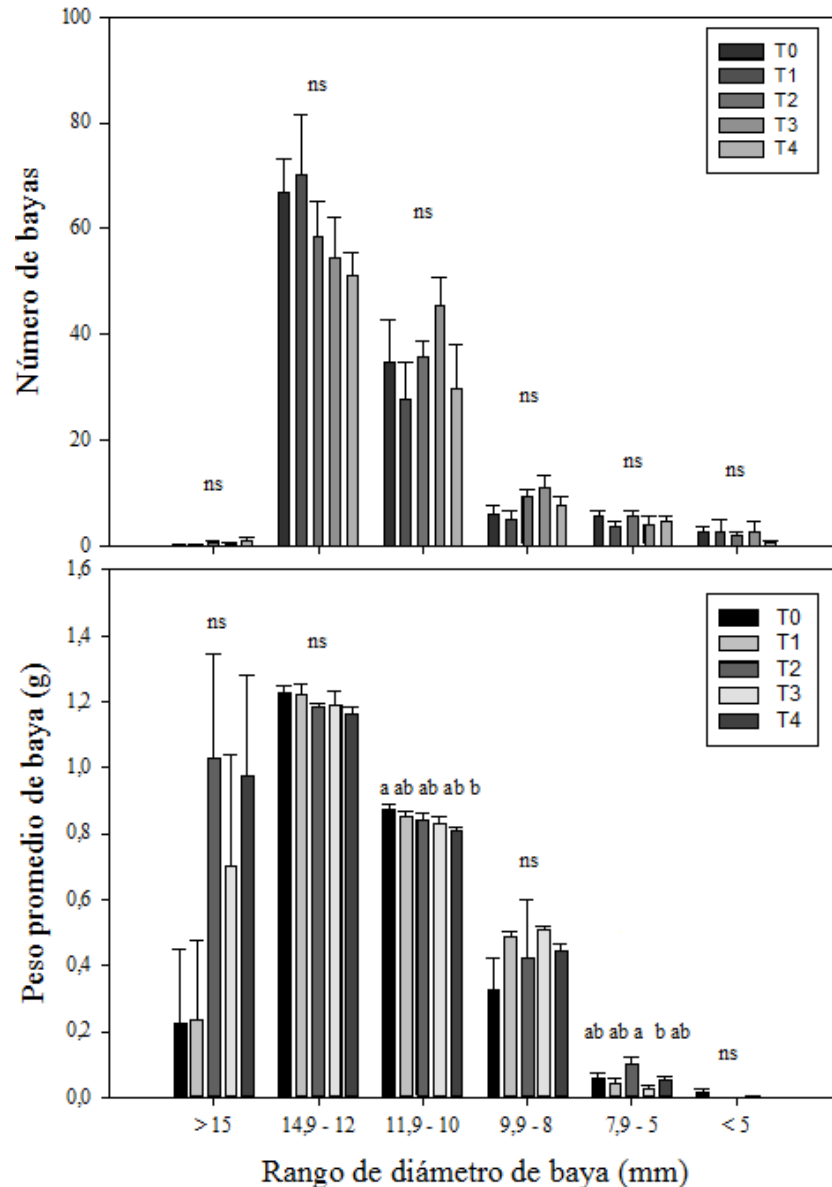 100
80
60
40
20
0
Número de bayas
ns
ns
ns
ns
ns
ns
T0
T1
T2
T3
T4
1,6
1,4
1,2
1,0
0,8
0,6
0,4
0,2
0,0
Peso promedio de baya (g)
ns
ns
a ab ab ab b
ns
ab ab a b ab
ns
T0
T1
T2
T3
T4
> 15
14,9 - 12
11,9 - 10
9,9 - 8
7,9 - 5
< 5
Rango de diámetro de baya (mm)